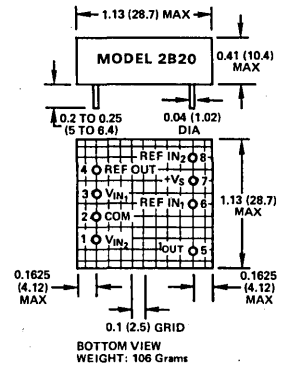 1.13 (28.7) MAX
MODEL 2B20
0.41 (10.4)
MAX
0.2 TO 0.25
(5 TO 6.4)
0.04 (1.02)
DIA
REF IN2 8
4 REF OUT
+VS 7
3 VIN1
REF IN1 6
2 COM
1 VIN2
IOUT 5
1.13 (28.7)
MAX
0.1625
(4.12)
MAX
0.1625
(4.12)
MAX
0.1 (2.5) GRID
BOTTOM VIEW
WEIGHT: 106 Grams